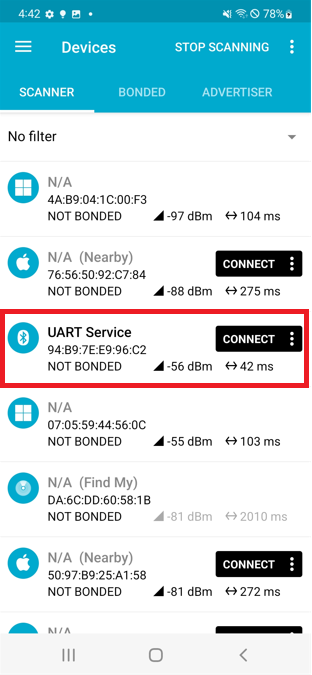 4:42 78%
Devices STOP SCANNING
SCANNER BONDED ADVERTISER
No filter
N/A
4A:B9:04:1C:00:F3
NOT BONDED -97 dBm 104 ms
N/A (Nearby)
76:56:50:92:C7:84 CONNECT
NOT BONDED -88 dBm 275 ms
UART Service
94:B9:7E:E9:96:C2 CONNECT
NOT BONDED -56 dBm 42 ms
N/A
07:05:59:44:56:0C
NOT BONDED -55 dBm 103 ms
N/A (Find My)
DA:6C:DD:60:58:1B
NOT BONDED -81 dBm 2010 ms
N/A (Nearby)
50:97:B9:25:A1:58 CONNECT
NOT BONDED -81 dBm 272 ms
N/A